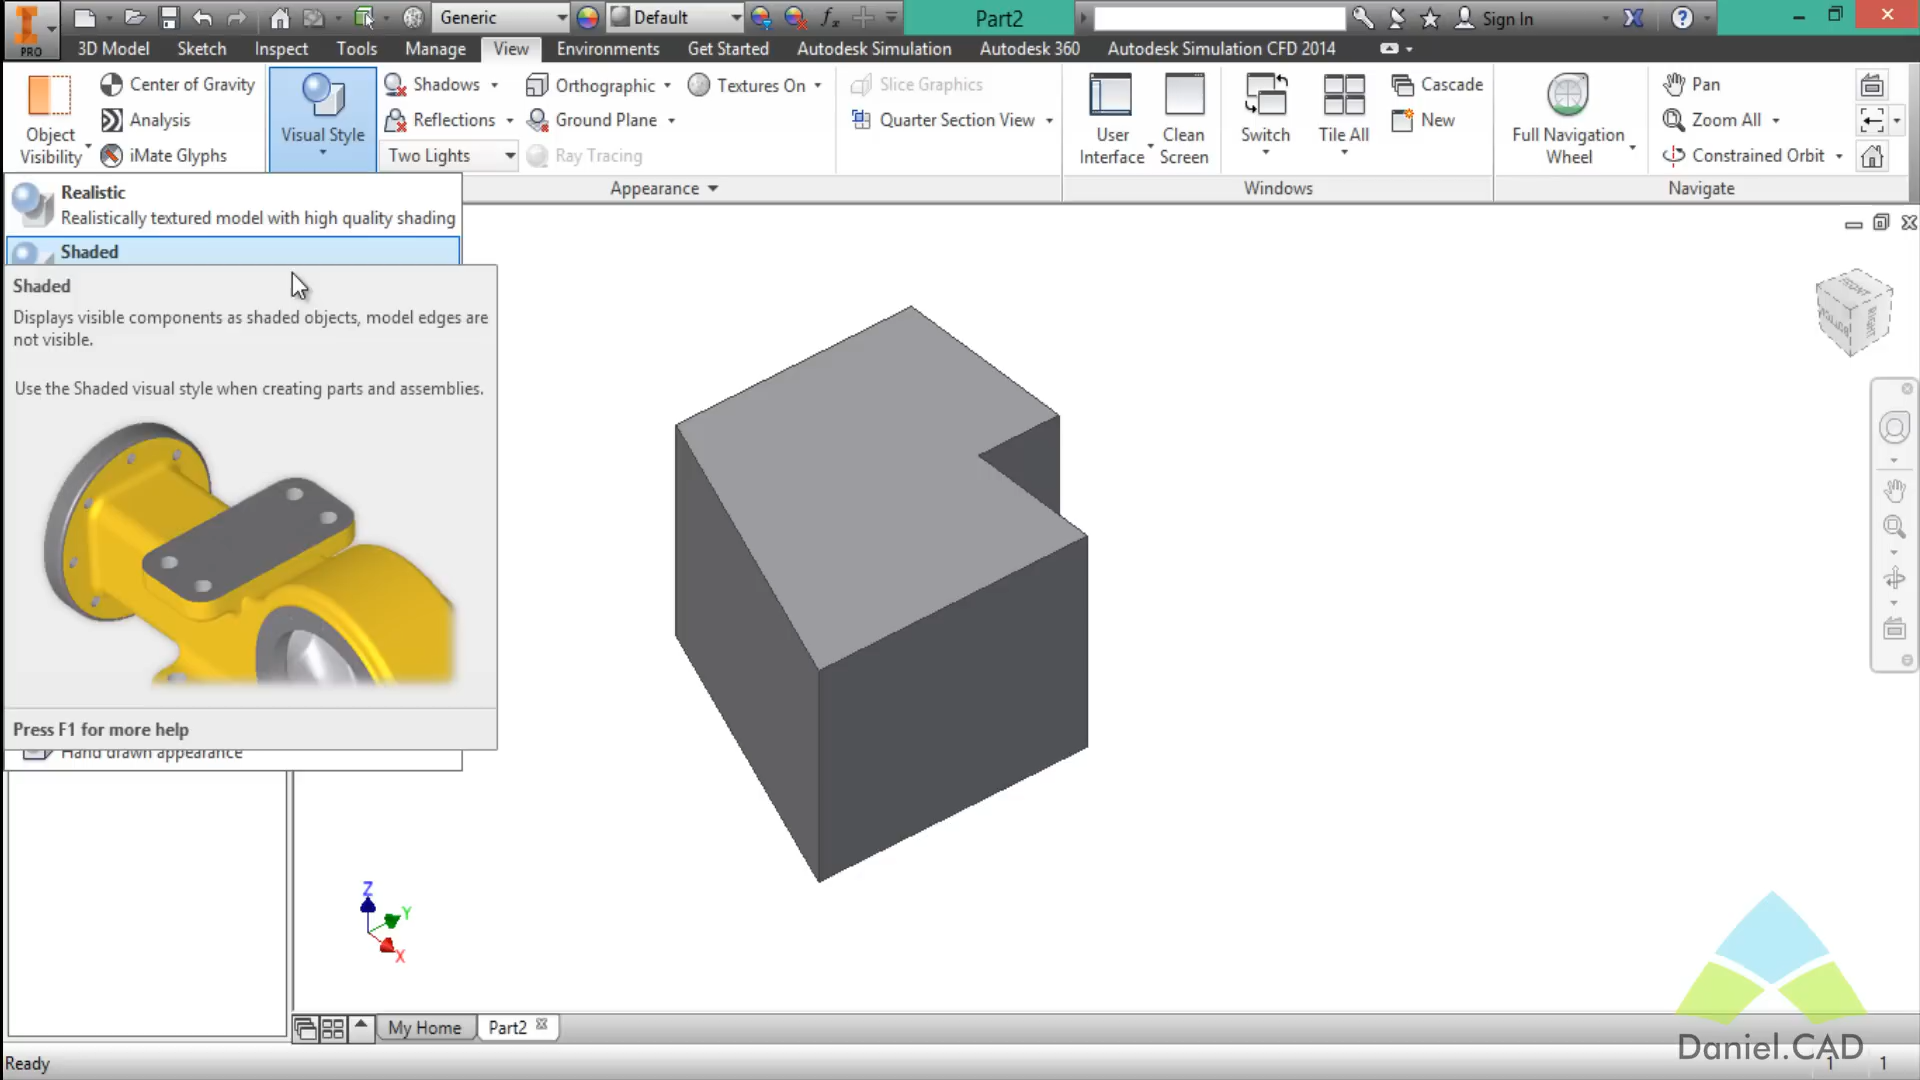 PRO
Generic
Default
fx
Part2
Sign In
3D Model
Sketch
Inspect
Tools
Manage
View
Environments
Get Started
Autodesk Simulation
Autodesk 360
Autodesk Simulation CFD 2014
Object
Visibility
Center of Gravity
Analysis
iMate Glyphs
Visual Style
Shadows
Reflections
Two Lights
Orthographic
Ground Plane
Ray Tracing
Textures On
Slice Graphics
Quarter Section View
User
Interface
Clean
Screen
Switch
Tile All
Cascade
New
Full Navigation
Wheel
Pan
Zoom All
Constrained Orbit
Appearance
Windows
Navigate
Realistic
Realistically textured model with high quality shading
Shaded
Shaded
Displays visible components as shaded objects, model edges are
not visible.
Use the Shaded visual style when creating parts and assemblies.
Press F1 for more help
Hand drawn appearance
FRONT
BOTTOM
RIGHT
Z
Y
X
My Home
Part2
Daniel.CAD
Ready
1
1